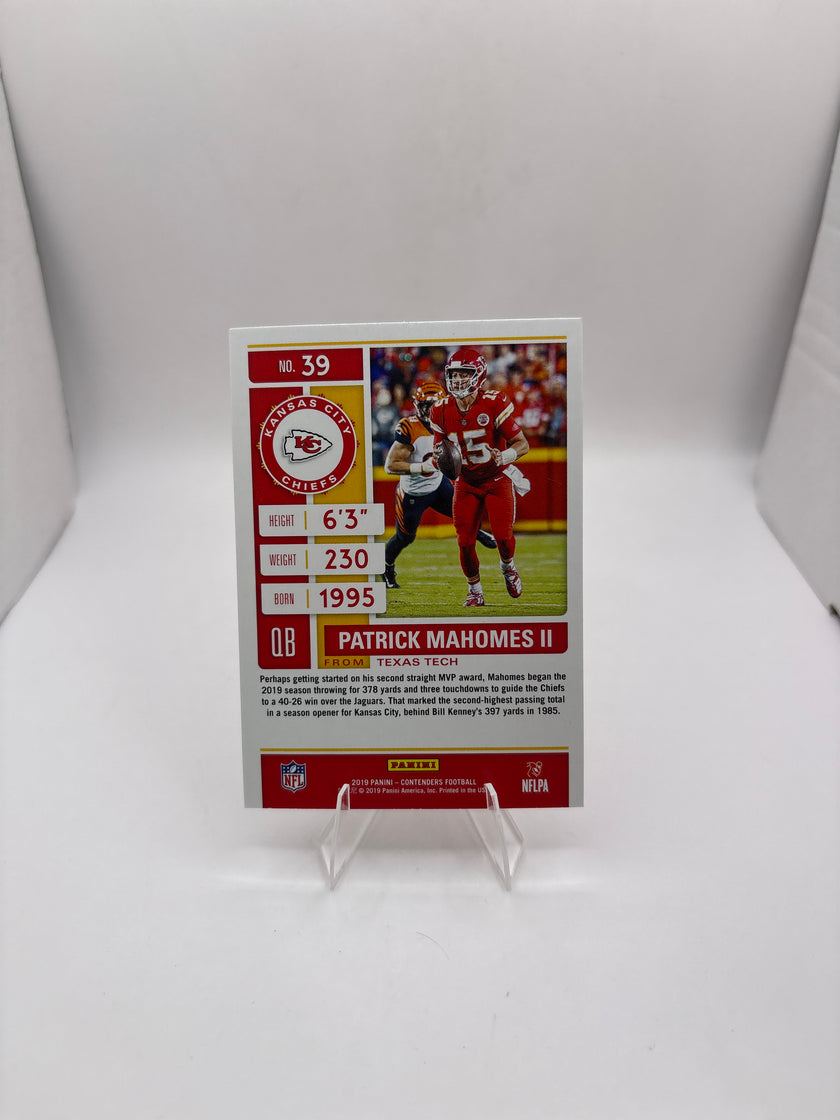 NO. 39
KANSAS CITY
KC
CHIEFS
15
HEIGHT 6'3"
WEIGHT 230
BORN 1995
QB
PATRICK MAHOMES II
FROM TEXAS TECH
Perhaps getting started on his second straight MVP award, Mahomes began the
2019 season throwing for 378 yards and three touchdowns to guide the Chiefs
to a 40-26 win over the Jaguars. That marked the second-highest passing total
in a season opener for Kansas City, behind Bill Kenney's 397 yards in 1985.
NFL
PANINI
2019 PANINI – CONTENDERS FOOTBALL
© 2019 Panini America, Inc. Printed in the
NFLPA